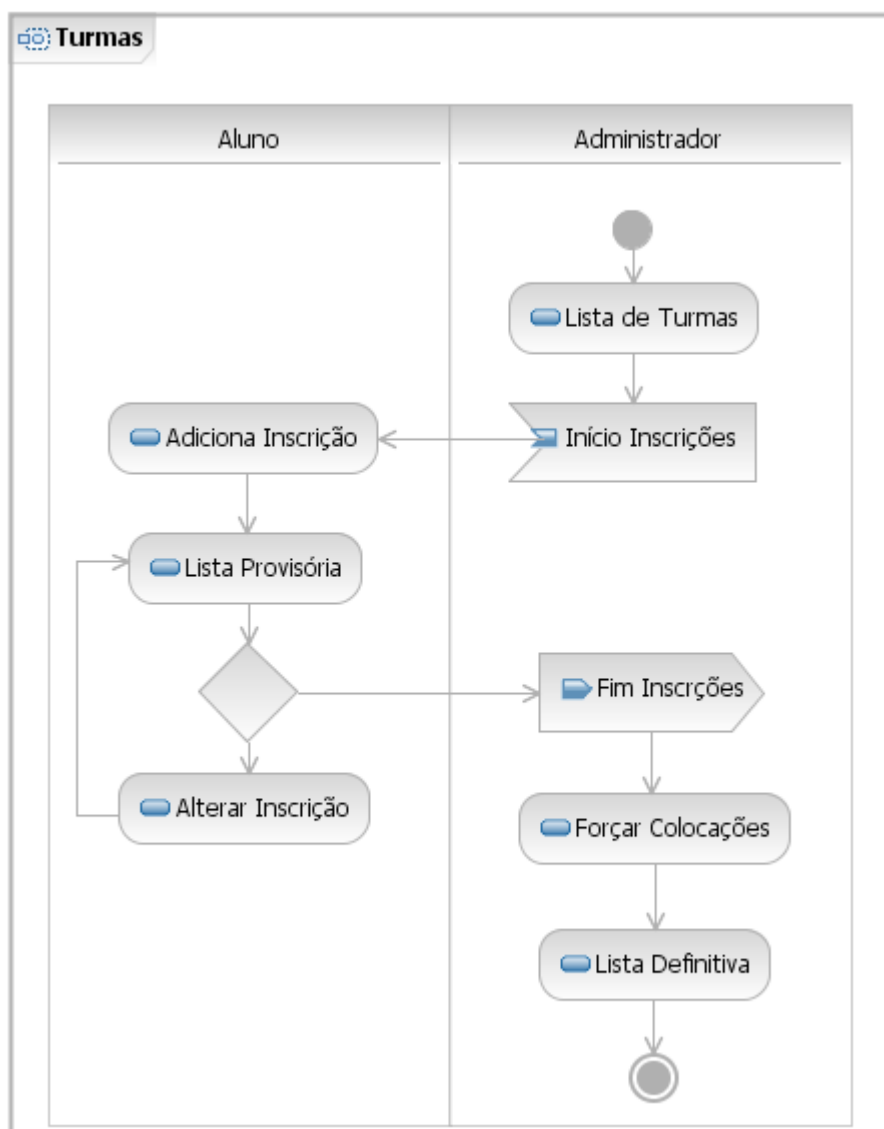 Turmas
Aluno
Administrador
Lista de Turmas
Adiciona Inscrição
Início Inscrições
Lista Provisória
Fim Inscrções
Alterar Inscrição
Forçar Colocações
Lista Definitiva